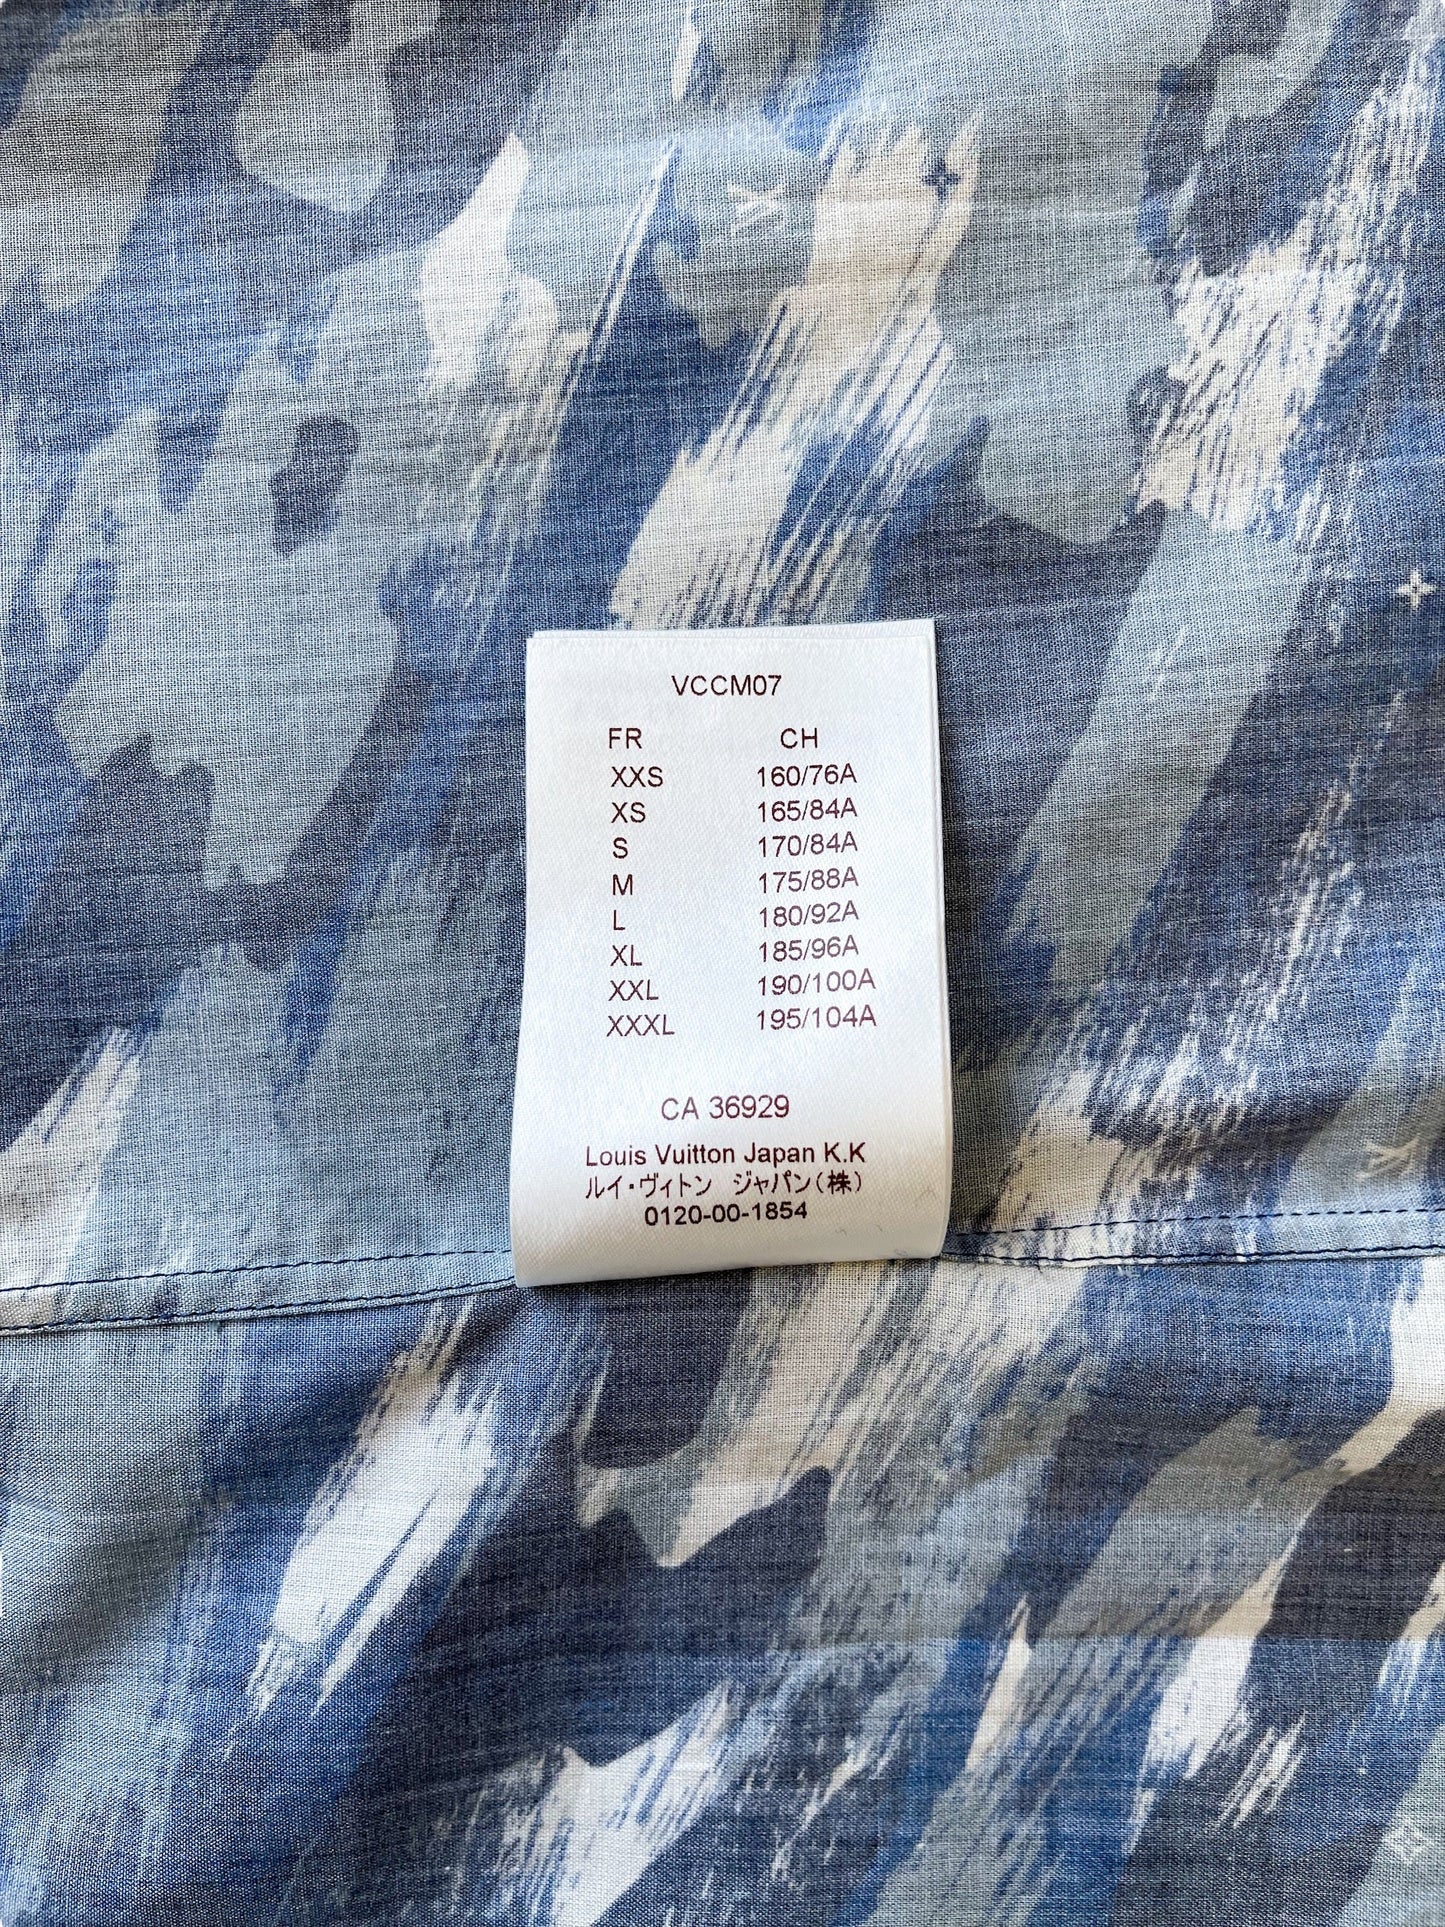 VCCM07
FR CH
XXS 160/76A
XS 165/84A
S 170/84A
M 175/88A
L 180/92A
XL 185/96A
XXL 190/100A
XXXL 195/104A
CA 36929
Louis Vuitton Japan K.K
ルイ・ヴィトン ジャパン(株)
0120-00-1854